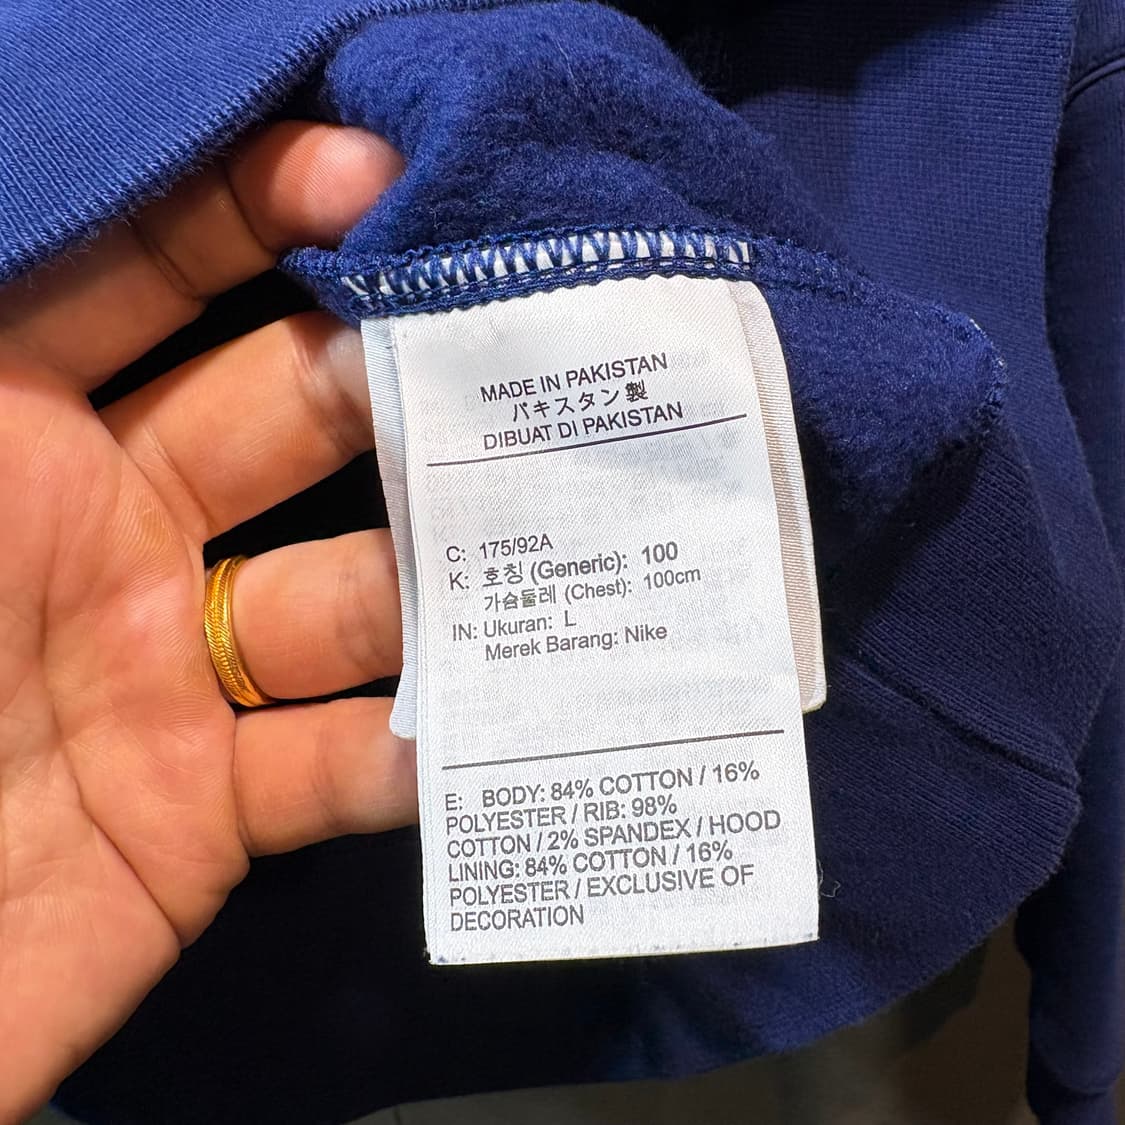 MADE IN PAKISTAN
パキスタン製
DIBUAT DI PAKISTAN
C: 175/92A
K: 호칭 (Generic): 100
가슴둘레 (Chest): 100cm
IN: Ukuran: L
Merek Barang: Nike
E: BODY: 84% COTTON / 16%
POLYESTER / RIB: 98%
COTTON / 2% SPANDEX / HOOD
LINING: 84% COTTON / 16%
POLYESTER / EXCLUSIVE OF
DECORATION